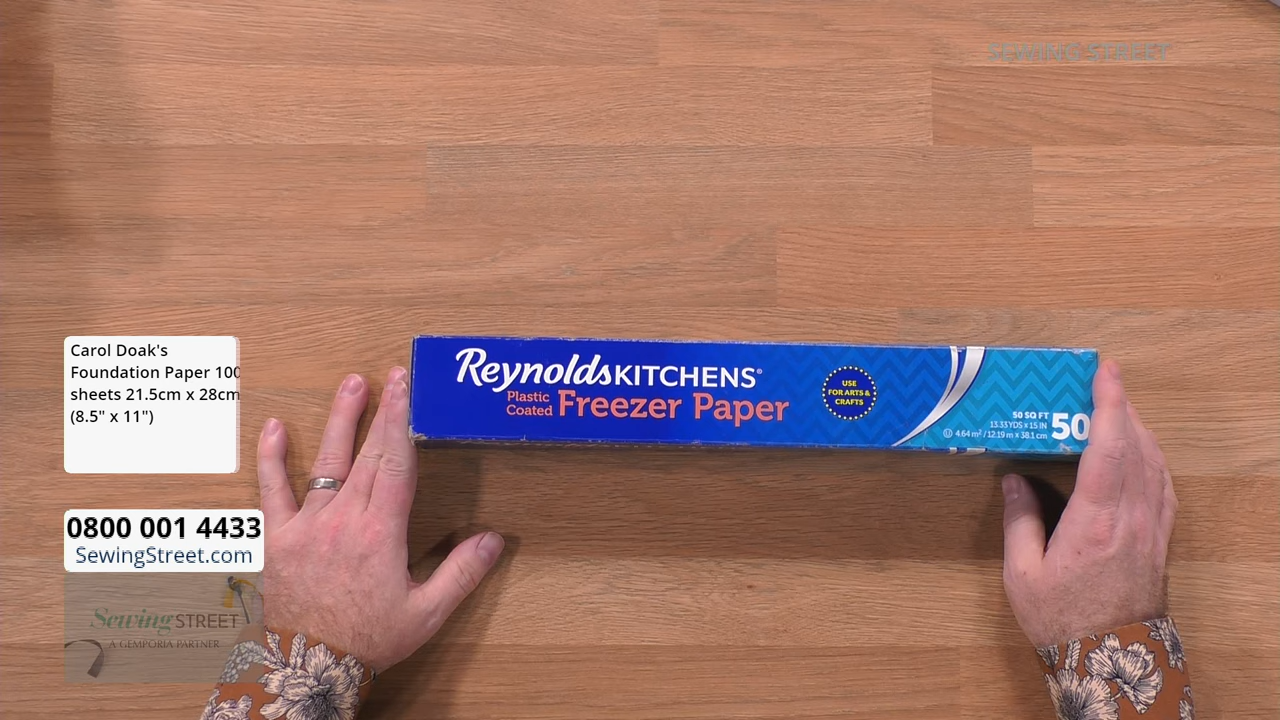 SEWING STREET
Reynolds KITCHENS®
Plastic Coated Freezer Paper
USE FOR ARTS & CRAFTS
50 SQ FT
13.33 YDS x 15 IN
4.64 m² / 12.19 m x 38.1 cm
50
Carol Doak's
Foundation Paper 100
sheets 21.5cm x 28cm
(8.5" x 11")
0800 001 4433
SewingStreet.com
Sewing STREET
A GEMPORIA PARTNER